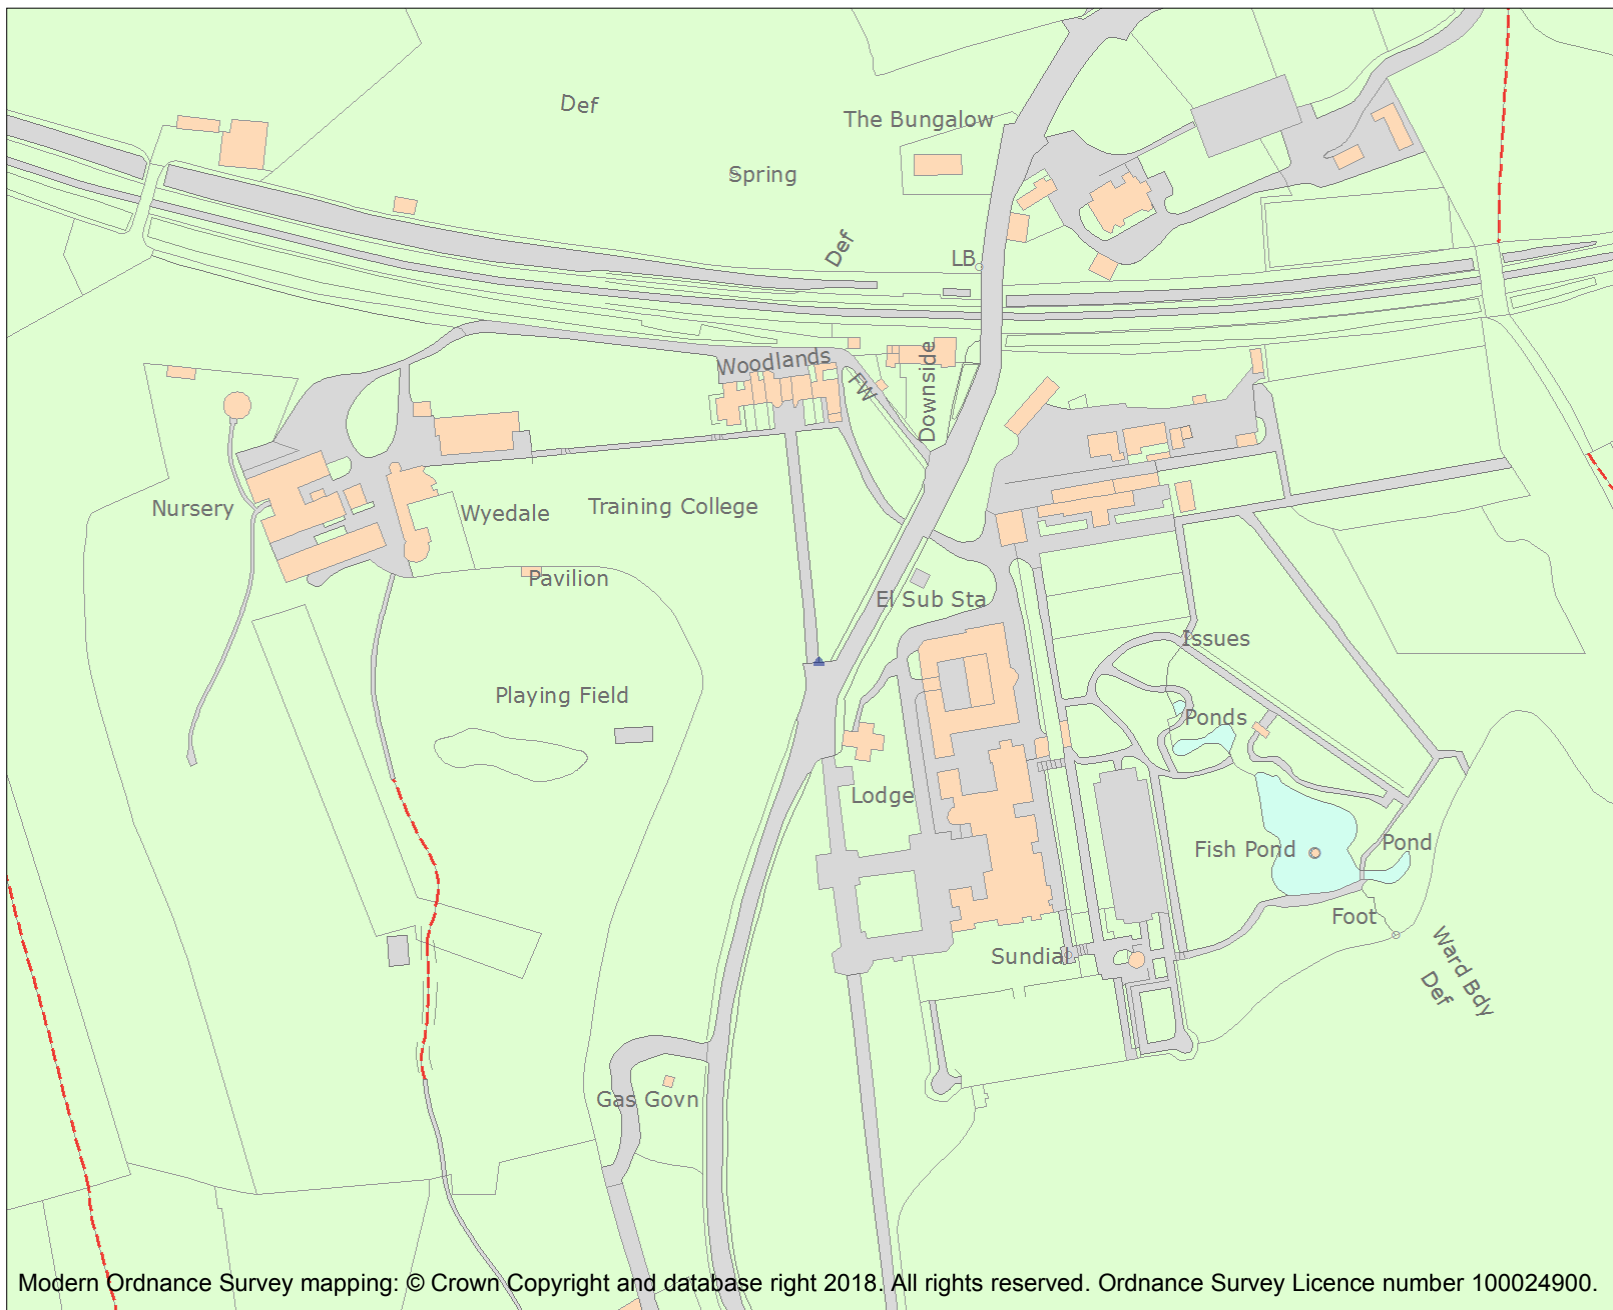 Def
The Bungalow
Spring
Def
LB
Woodlands
FW
Downside
Nursery
Wyedale
Training College
Pavilion
El Sub Sta
Issues
Playing Field
Ponds
Lodge
Fish Pond
Pond
Foot
Sundial
Ward Bdy
Def
Gas Govn
Modern Ordnance Survey mapping: © Crown Copyright and database right 2018. All rights reserved. Ordnance Survey Licence number 100024900.